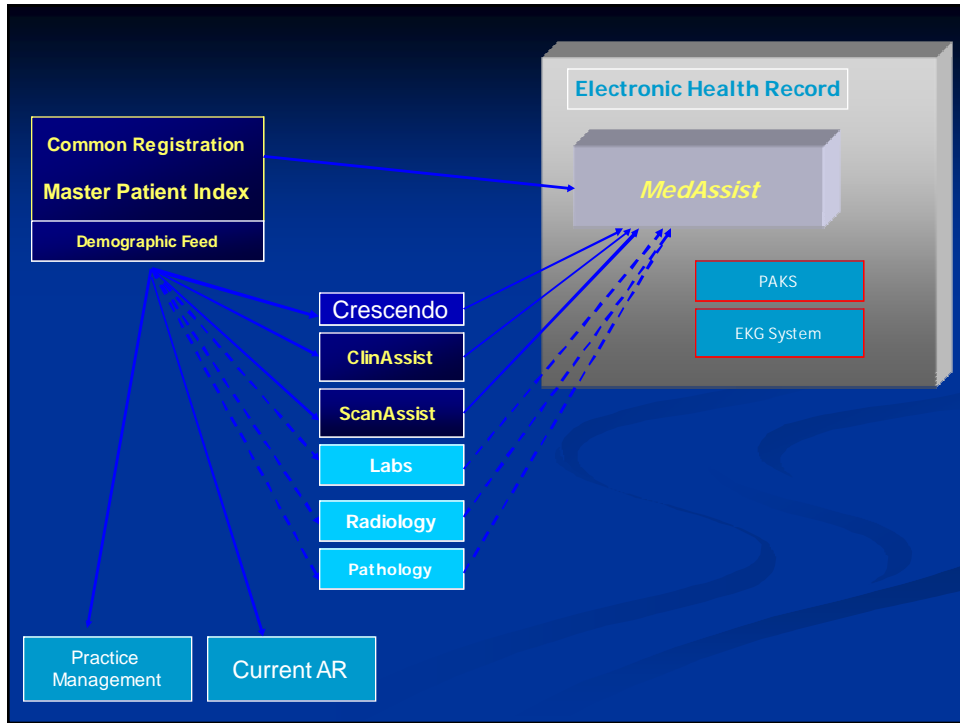 Electronic Health Record
Common Registration
Master Patient Index
Demographic Feed
MedAssist
PAKS
EKG System
Crescendo
ClinAssist
ScanAssist
Labs
Radiology
Pathology
Practice
Management
Current AR